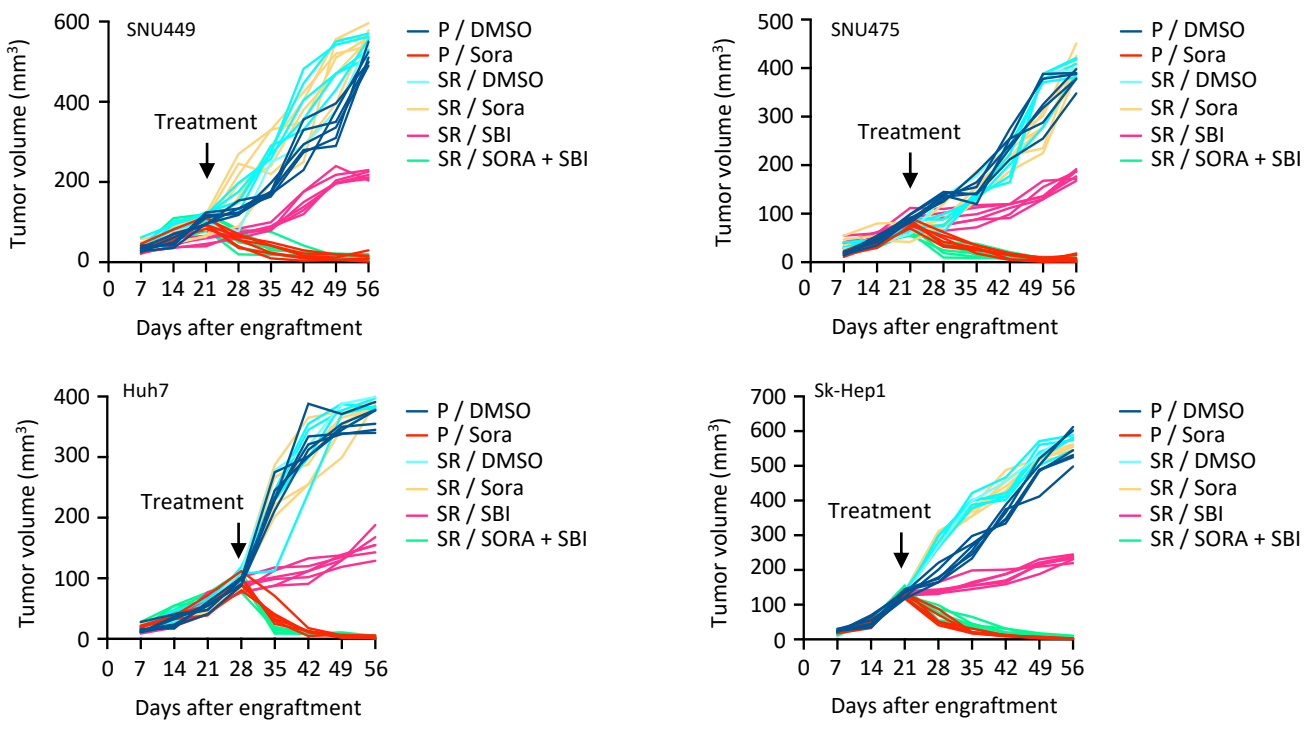 SNU449
Tumor volume (mm³)
600
400
200
0
Treatment
0 7 14 21 28 35 42 49 56
Days after engraftment
P / DMSO
P / Sora
SR / DMSO
SR / Sora
SR / SBI
SR / SORA + SBI
SNU475
Tumor volume (mm³)
500
400
300
200
100
0
Treatment
0 7 14 21 28 35 42 49 56
Days after engraftment
P / DMSO
P / Sora
SR / DMSO
SR / Sora
SR / SBI
SR / SORA + SBI
Huh7
Tumor volume (mm³)
400
300
200
100
0
Treatment
0 7 14 21 28 35 42 49 56
Days after engraftment
P / DMSO
P / Sora
SR / DMSO
SR / Sora
SR / SBI
SR / SORA + SBI
Sk-Hep1
Tumor volume (mm³)
700
600
500
400
300
200
100
0
Treatment
0 7 14 21 28 35 42 49 56
Days after engraftment
P / DMSO
P / Sora
SR / DMSO
SR / Sora
SR / SBI
SR / SORA + SBI